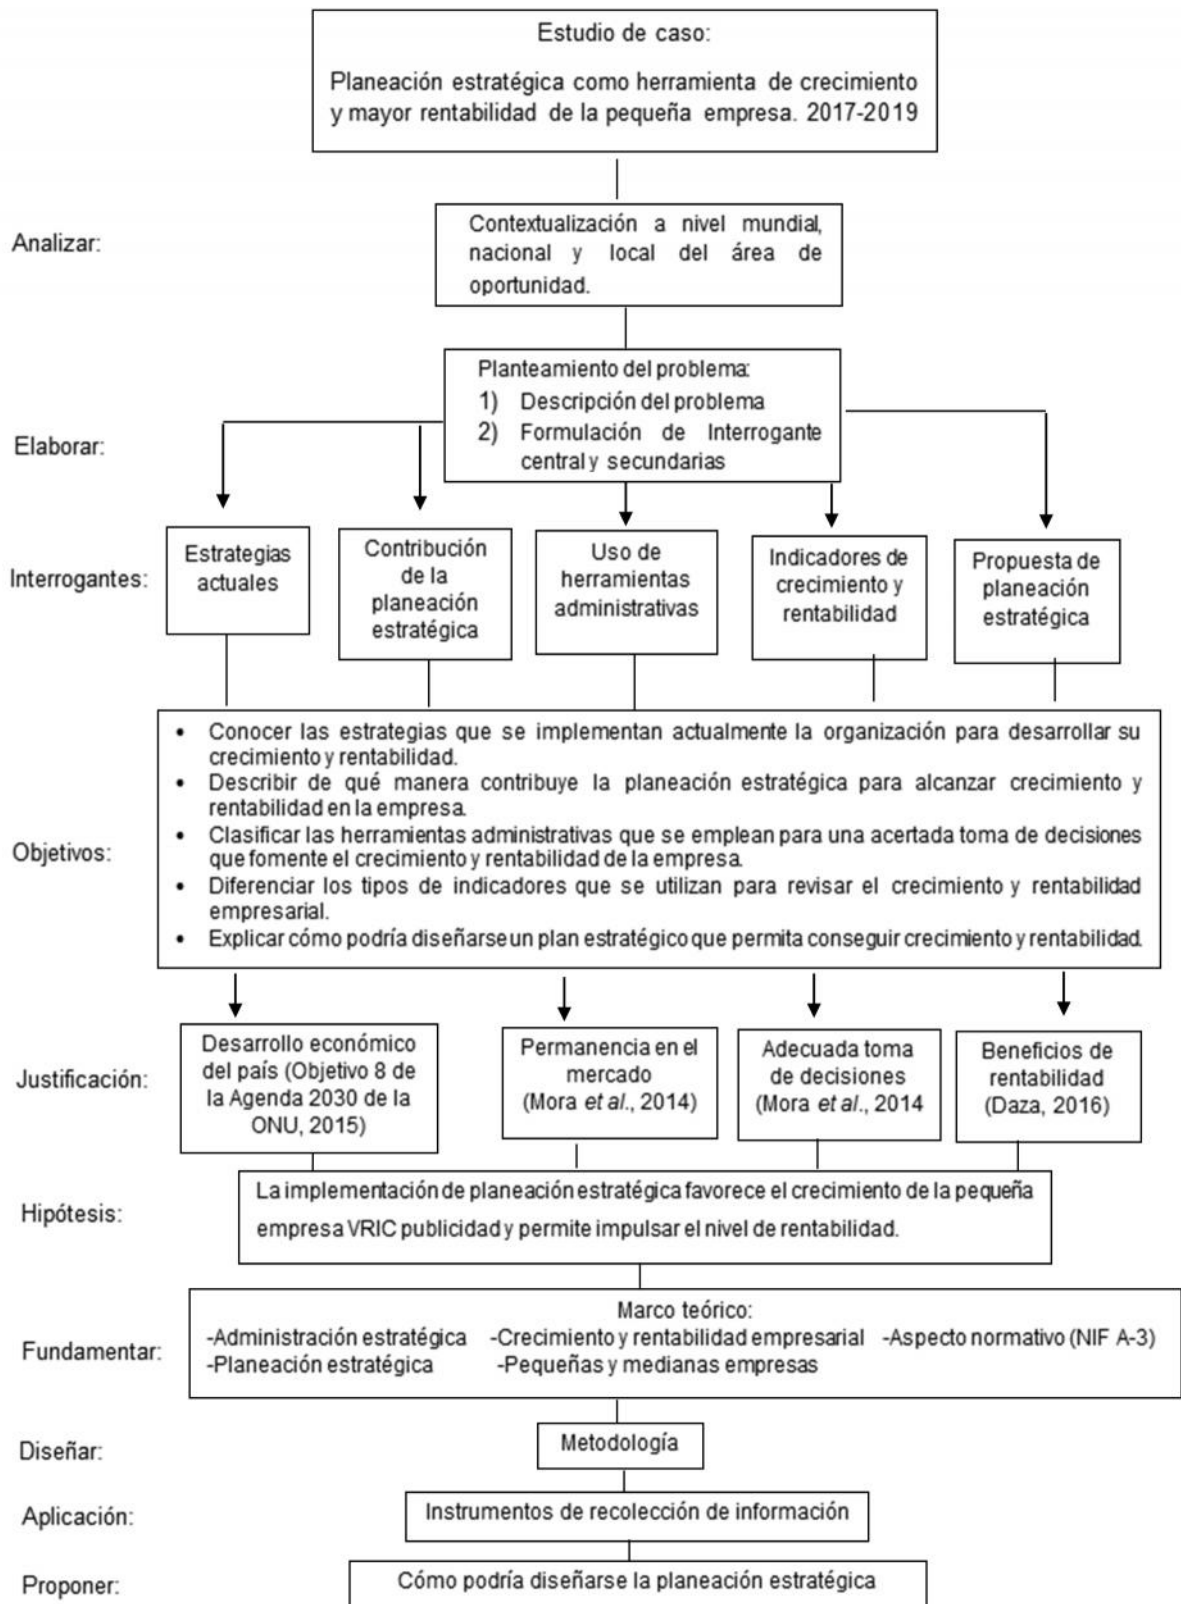 Estudio de caso:
Planeación estratégica como herramienta de crecimiento
y mayor rentabilidad de la pequeña empresa. 2017-2019
Analizar:
Contextualización a nivel mundial,
nacional y local del área de
oportunidad.
Elaborar:
Planteamiento del problema:
1) Descripción del problema
2) Formulación de Interrogante
central y secundarias
Interrogantes:
Estrategias
actuales
Contribución
de la
planeación
estratégica
Uso de
herramientas
administrativas
Indicadores de
crecimiento y
rentabilidad
Propuesta de
planeación
estratégica
Objetivos:
• Conocer las estrategias que se implementan actualmente la organización para desarrollar su
crecimiento y rentabilidad.
• Describir de qué manera contribuye la planeación estratégica para alcanzar crecimiento y
rentabilidad en la empresa.
• Clasificar las herramientas administrativas que se emplean para una acertada toma de decisiones
que fomente el crecimiento y rentabilidad de la empresa.
• Diferenciar los tipos de indicadores que se utilizan para revisar el crecimiento y rentabilidad
empresarial.
• Explicar cómo podría diseñarse un plan estratégico que permita conseguir crecimiento y rentabilidad.
Justificación:
Desarrollo económico
del país (Objetivo 8 de
la Agenda 2030 de la
ONU, 2015)
Permanencia en el
mercado
(Mora et al., 2014)
Adecuada toma
de decisiones
(Mora et al., 2014
Beneficios de
rentabilidad
(Daza, 2016)
Hipótesis:
La implementación de planeación estratégica favorece el crecimiento de la pequeña
empresa VRIC publicidad y permite impulsar el nivel de rentabilidad.
Fundamentar:
Marco teórico:
-Administración estratégica -Crecimiento y rentabilidad empresarial -Aspecto normativo (NIF A-3)
-Planeación estratégica -Pequeñas y medianas empresas
Diseñar:
Metodología
Aplicación:
Instrumentos de recolección de información
Proponer:
Cómo podría diseñarse la planeación estratégica